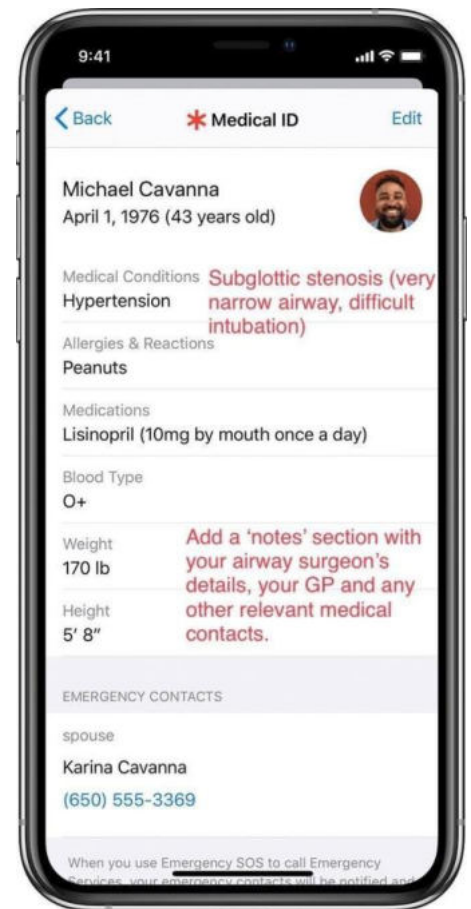 9:41
Back
Medical ID
Edit
Michael Cavanna
April 1, 1976 (43 years old)
Medical Conditions
Hypertension
Subglottic stenosis (very
narrow airway, difficult
intubation)
Allergies & Reactions
Peanuts
Medications
Lisinopril (10mg by mouth once a day)
Blood Type
O+
Weight
170 lb
Add a ‘notes’ section with
your airway surgeon’s
details, your GP and any
other relevant medical
contacts.
Height
5’ 8”
EMERGENCY CONTACTS
spouse
Karina Cavanna
(650) 555-3369
When you use Emergency SOS to call Emergency
Services, your emergency contacts will be notified and